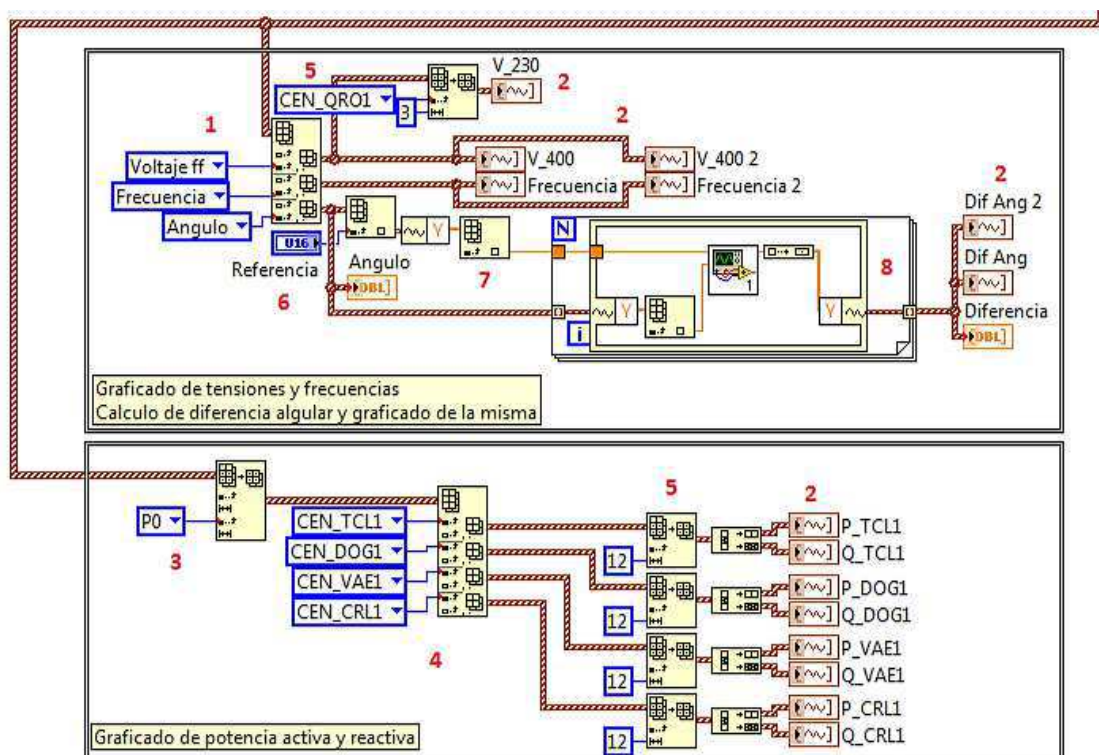 V_230
5
2
CEN_QRO1
3
1
2
Voltaje ff
V_400
V_400 2
Frecuencia
Frecuencia
Frecuencia 2
2
Angulo
Dif Ang 2
U16
N
Referencia
Angulo
7
1
8
Dif Ang
6
DBL
Y
Y
Y
Diferencia
i
DBL
Graficado de tensiones y frecuencias
Calculo de diferencia algular y graficado de la misma
5
2
P0
CEN_TCL1
P_TCL1
3
12
Q_TCL1
CEN_DOG1
P_DOG1
CEN_VAE1
12
Q_DOG1
CEN_CRL1
P_VAE1
4
12
Q_VAE1
P_CRL1
Graficado de potencia activa y reactiva
12
Q_CRL1